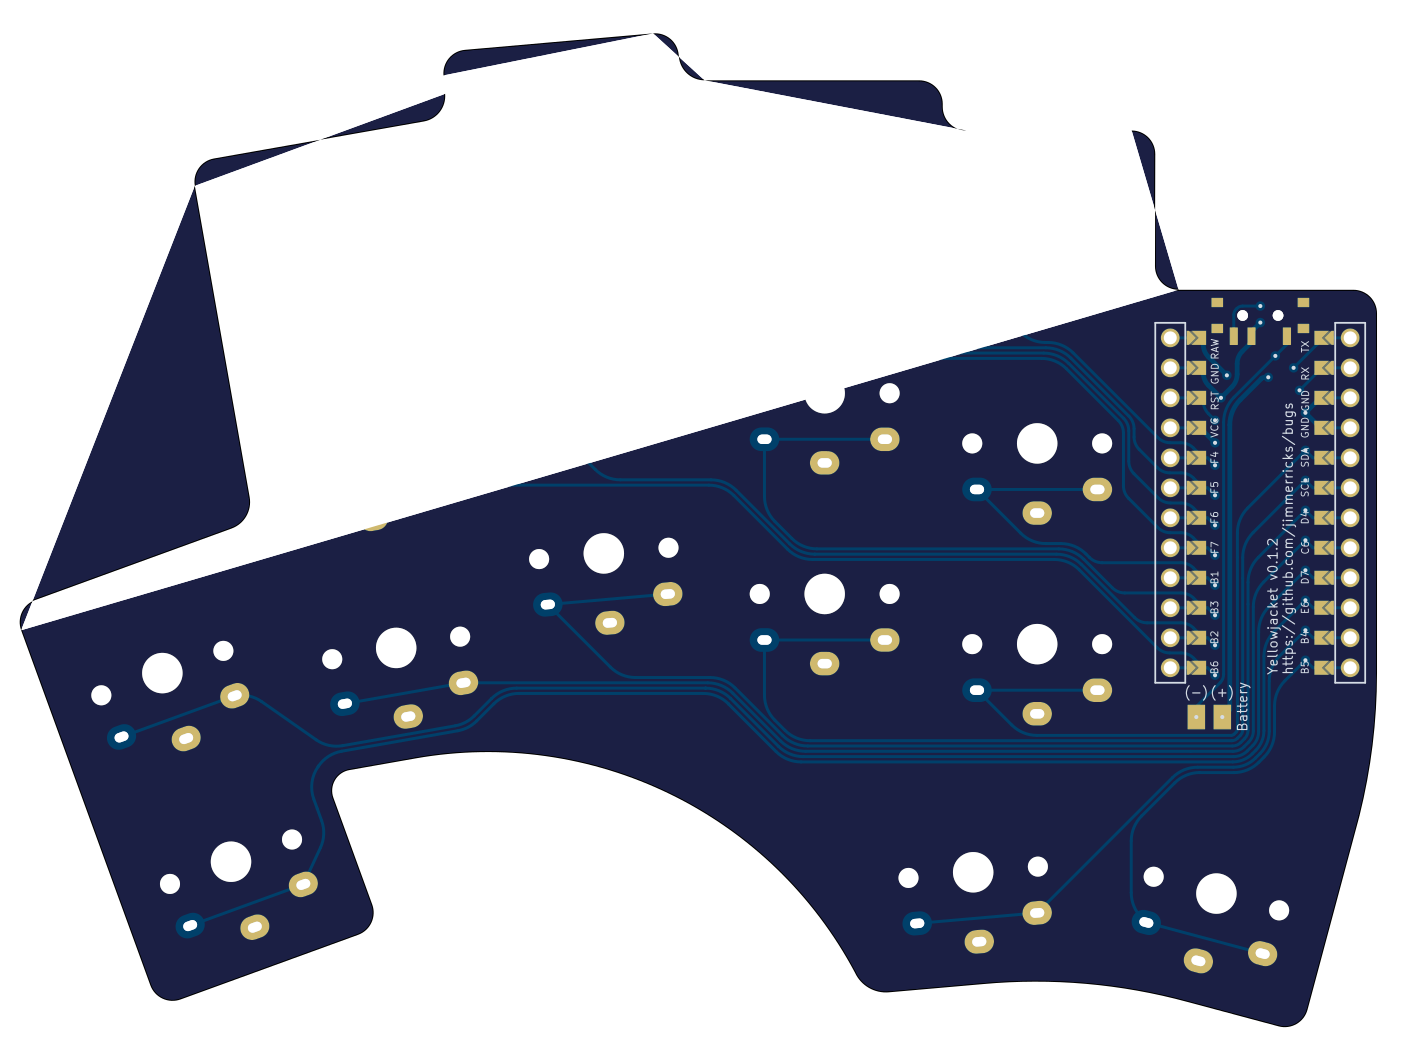 RAW
GND
RST
VCC
F4
F5
F6
F7
B1
B3
B2
B6
TX
RX
GND
GND
SDA
SCL
D4
C6
D7
E6
B4
B5
Yellowjacket v0.1.2
https://github.com/jimmerricks/bugs
(-)(+)
Battery